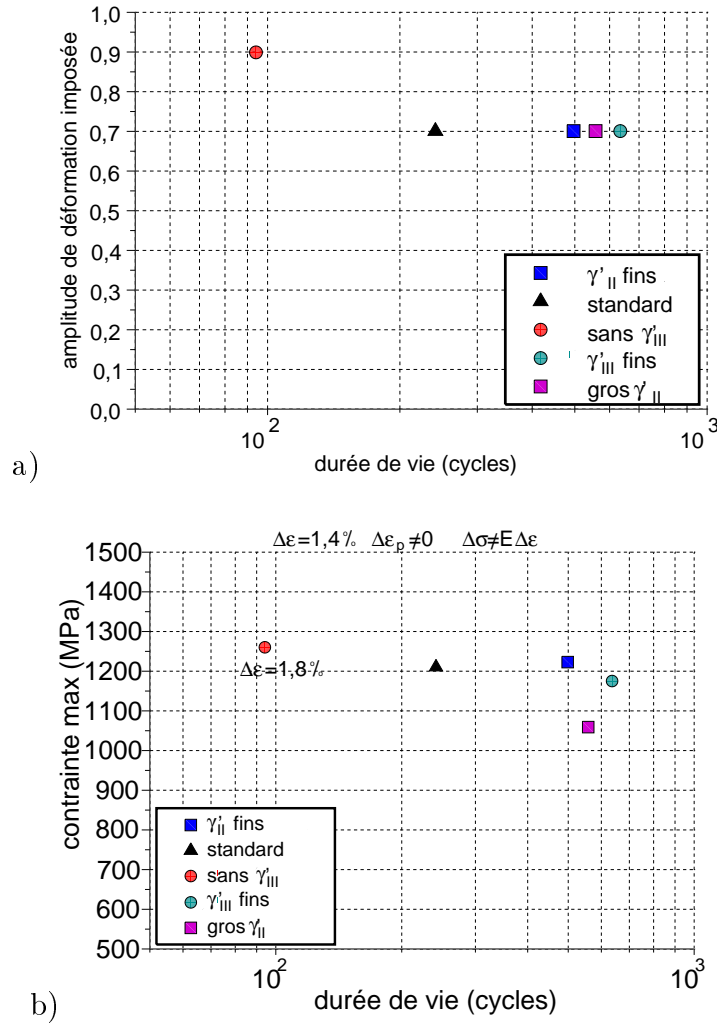 1,0
0,9
0,8
0,7
0,6
0,5
0,4
0,3
0,2
0,1
0,0
amplitude de déformation imposée
γ'II fins
standard
sans γ'III
γ'III fins
gros γ'II
10²
10³
durée de vie (cycles)
a)
Δε=1,4% Δεp≠0 Δσ≠EΔε
1500
1400
1300
1200
1100
1000
900
800
700
600
500
contrainte max (MPa)
Δε=1,8%
γ'II fins
standard
sans γ'III
γ'III fins
gros γ'II
10²
10³
durée de vie (cycles)
b)